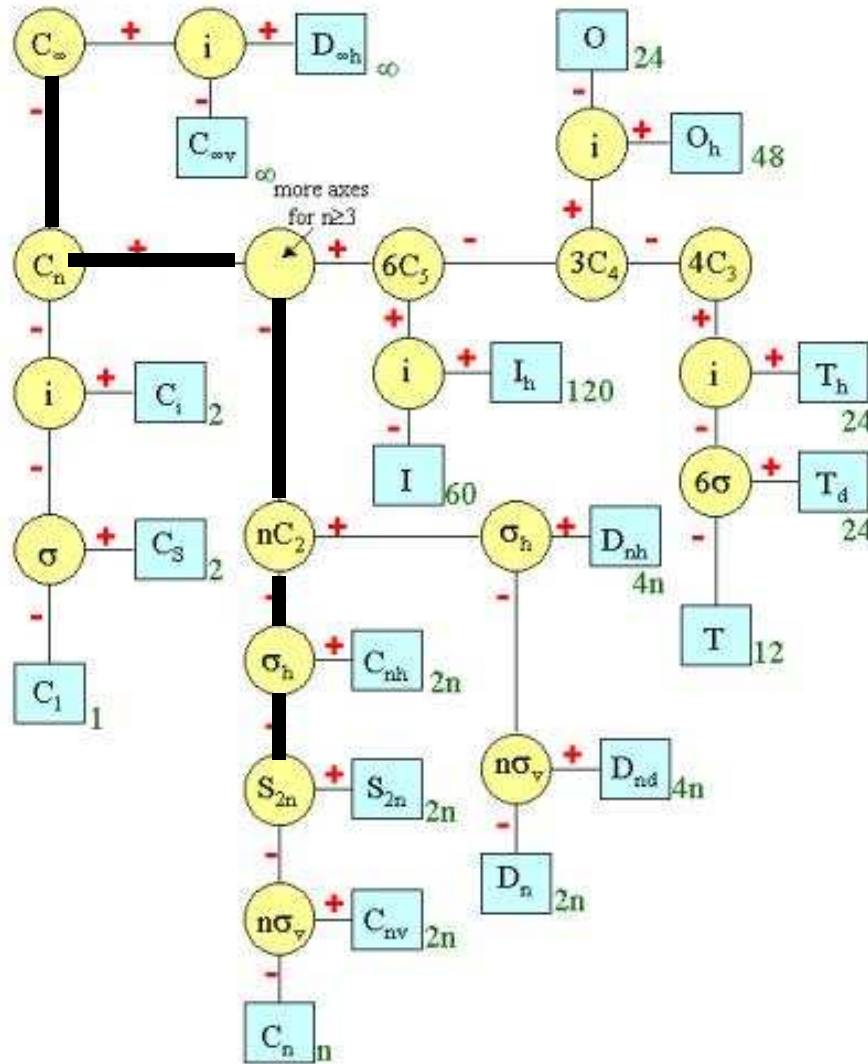 C∞ + i + D∞h ∞
- -
C∞v ∞
O 24
-
i + Oh 48
+
more axes
for n≥3
Cn + + 6C5 - 3C4 - 4C3
- - + +
i + Ci 2
i + Ih 120
i + Th 24
- - -
I 60
6σ + Td 24
-
T 12
σ + CS 2
-
C1 1
nC2 + σh + Dnh 4n
- -
σh + Cnh 2n
-
S2n + S2n 2n
nσv + Dnd 4n
- -
Dn 2n
nσv + Cnv 2n
-
Cn n